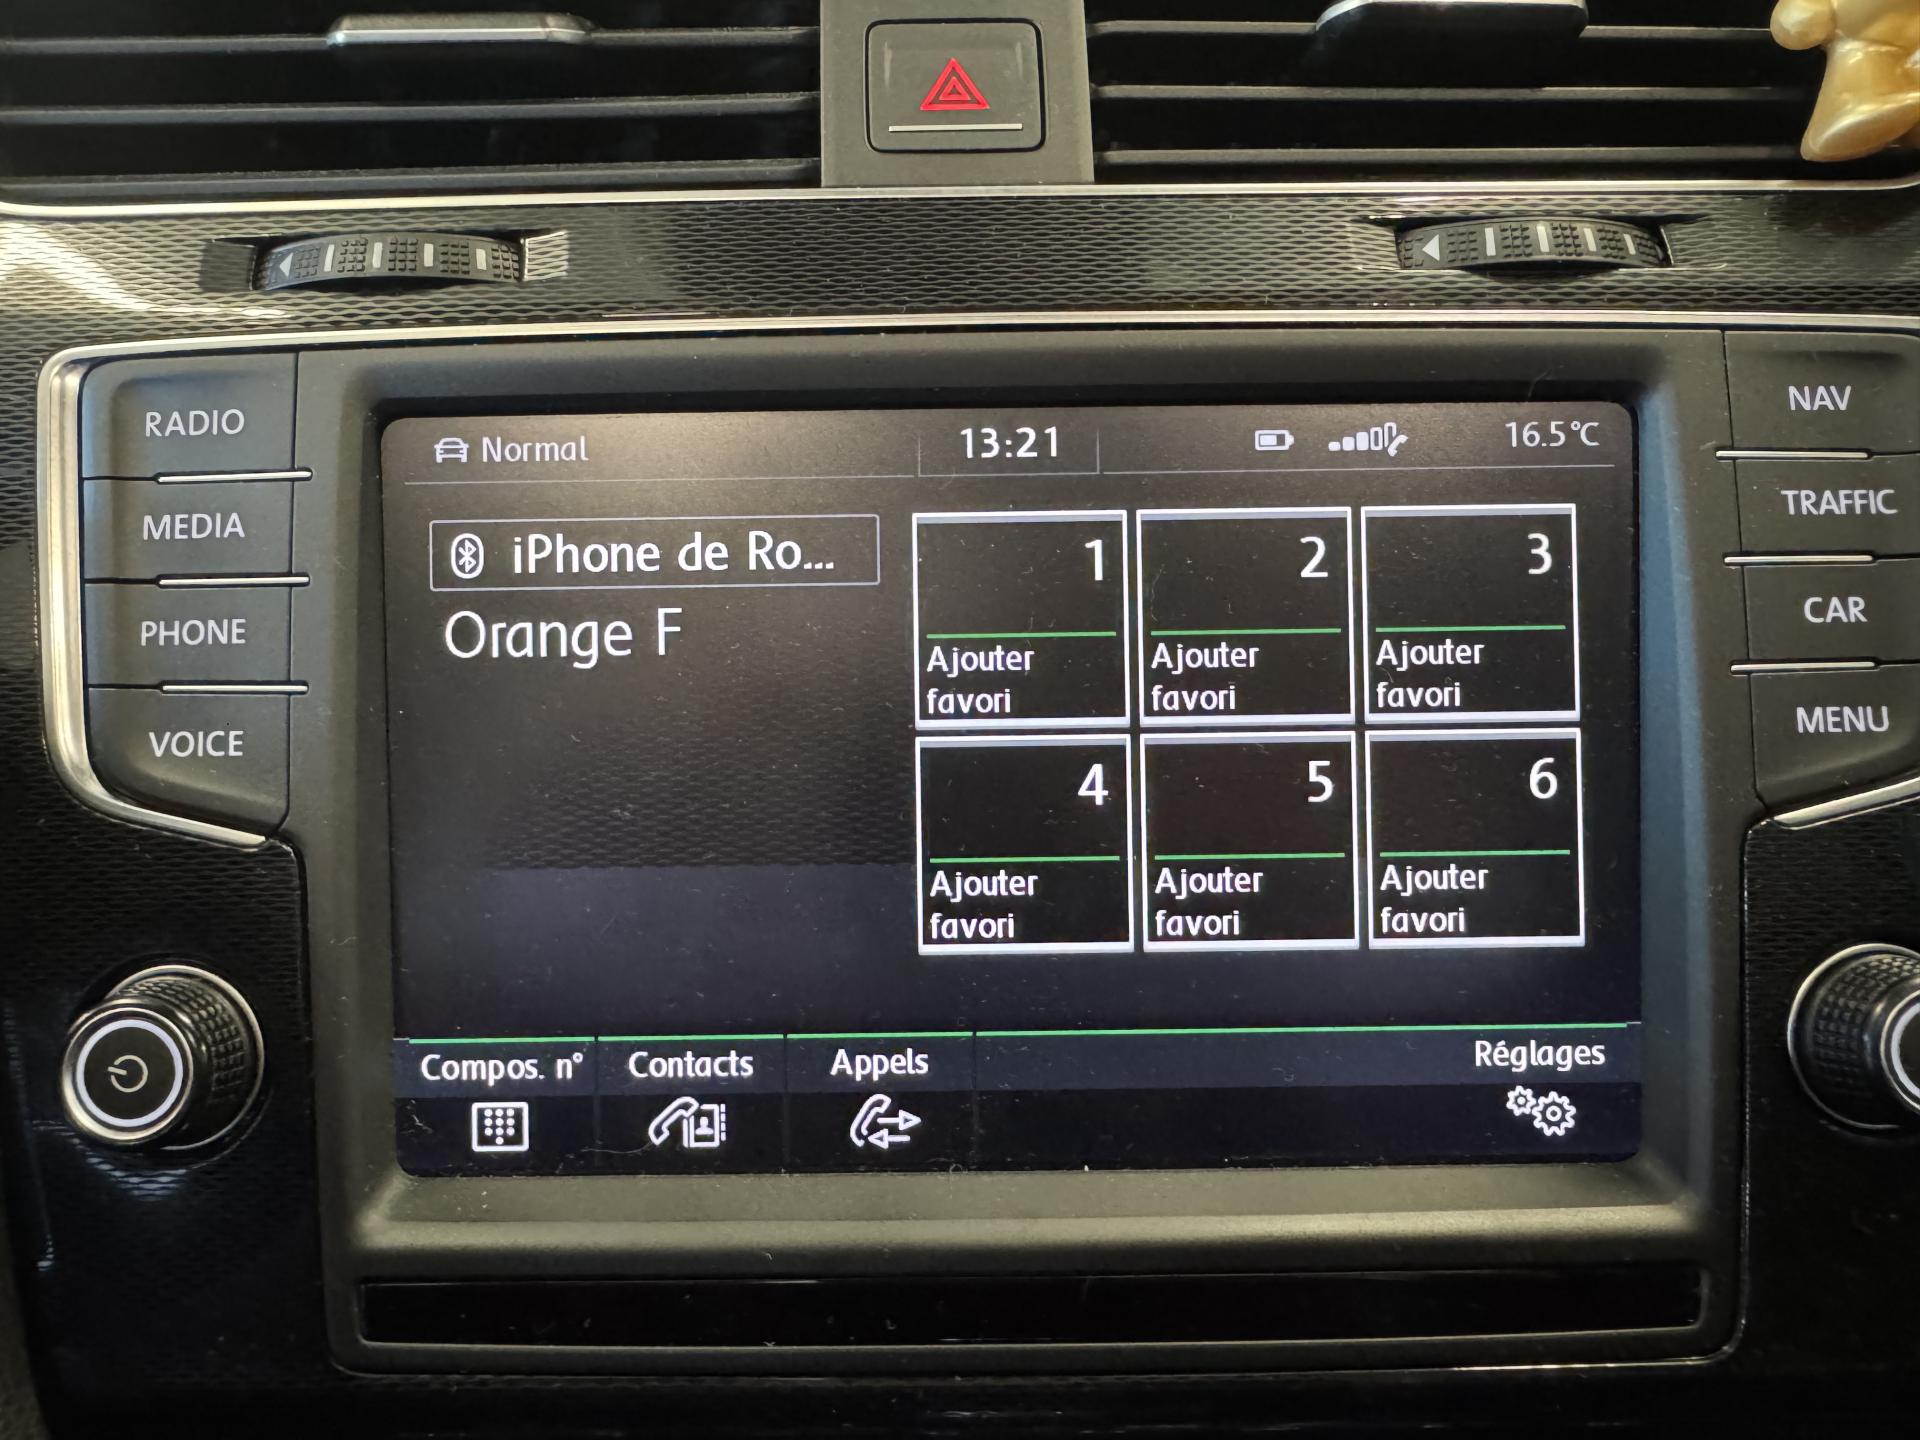 RADIO
MEDIA
PHONE
VOICE
Normal
13:21
16.5°C
iPhone de Ro...
Orange F
1
Ajouter
favori
2
Ajouter
favori
3
Ajouter
favori
4
Ajouter
favori
5
Ajouter
favori
6
Ajouter
favori
Compos. n°
Contacts
Appels
Réglages
NAV
TRAFFIC
CAR
MENU